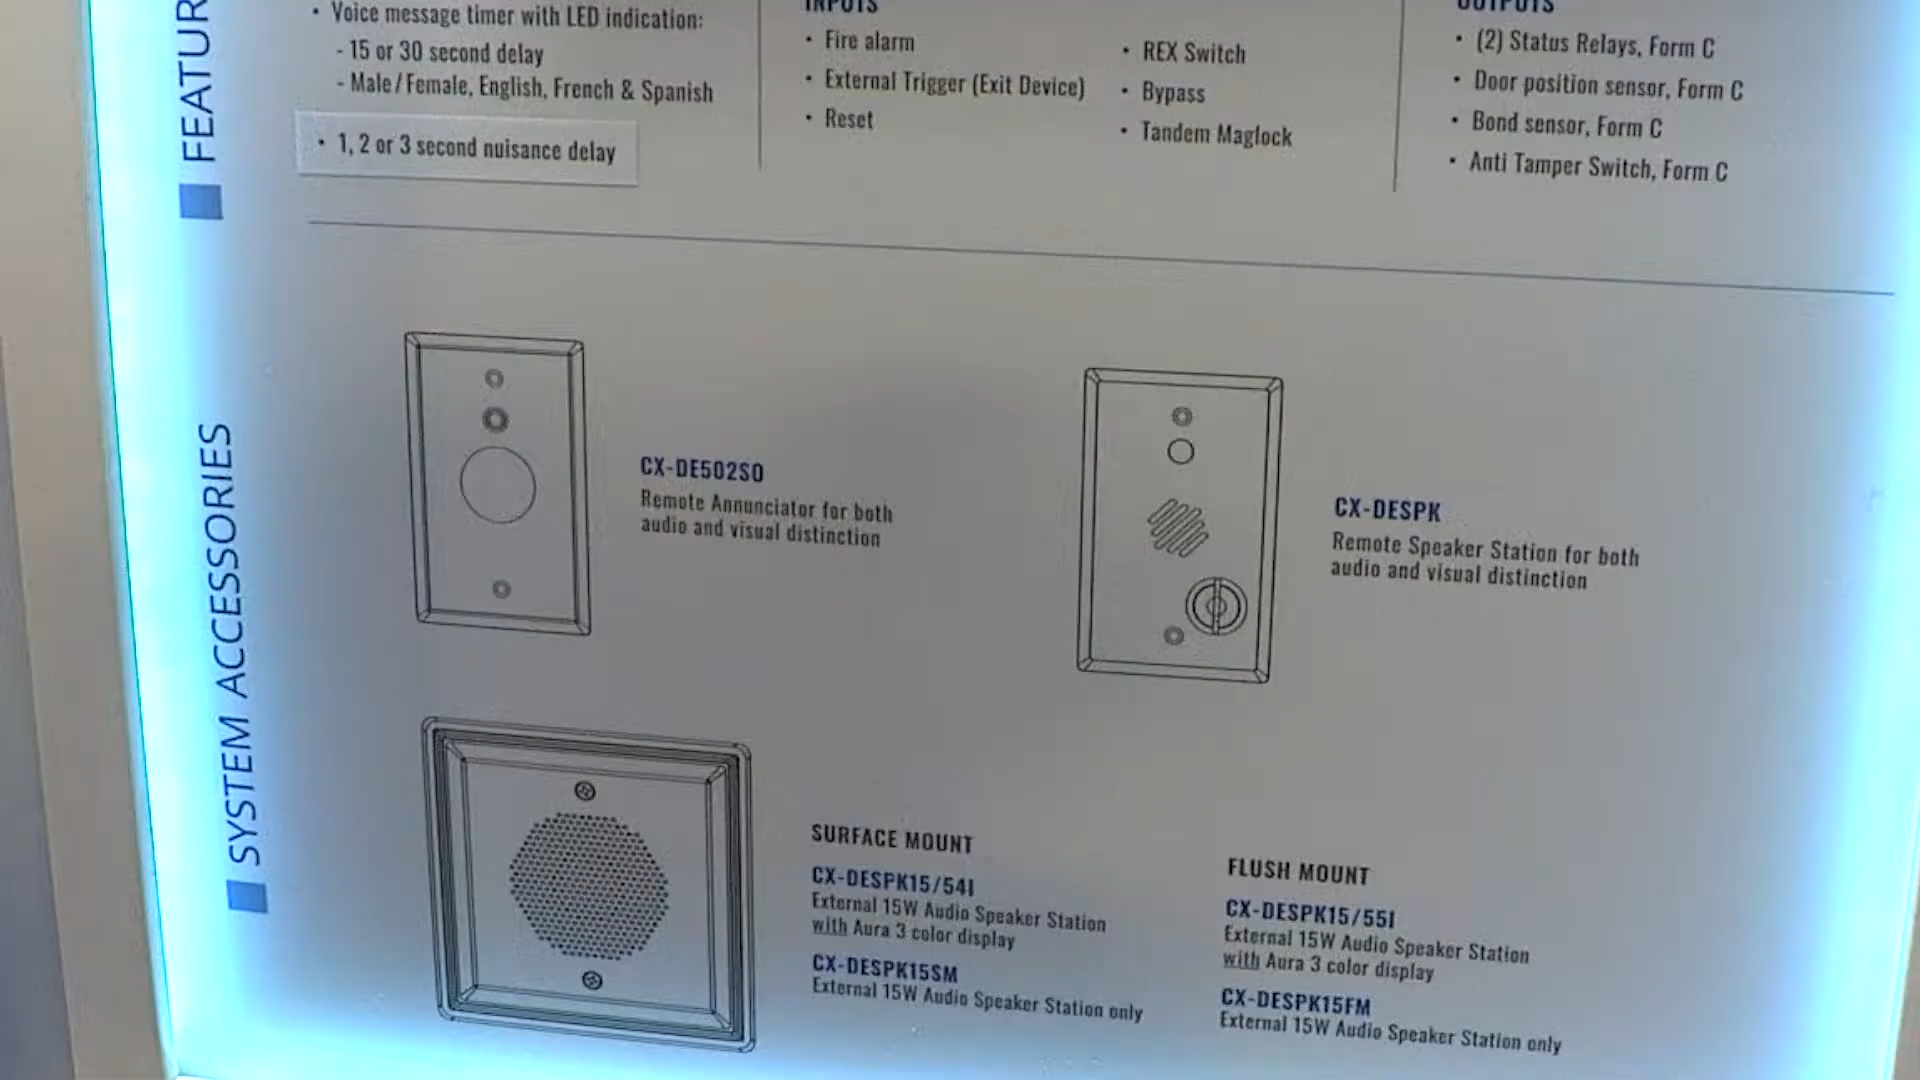 FEATUR
• Voice message timer with LED indication:
- 15 or 30 second delay
- Male/Female, English, French & Spanish
• 1, 2 or 3 second nuisance delay
INPUTS
• Fire alarm
• External Trigger (Exit Device)
• Reset
• REX Switch
• Bypass
• Tandem Maglock
OUTPUTS
• (2) Status Relays, Form C
• Door position sensor, Form C
• Bond sensor, Form C
• Anti Tamper Switch, Form C
SYSTEM ACCESSORIES
CX-DE502SO
Remote Annunciator for both
audio and visual distinction
CX-DESPK
Remote Speaker Station for both
audio and visual distinction
SURFACE MOUNT
CX-DESPK15/54I
External 15W Audio Speaker Station
with Aura 3 color display
CX-DESPK15SM
External 15W Audio Speaker Station only
FLUSH MOUNT
CX-DESPK15/55I
External 15W Audio Speaker Station
with Aura 3 color display
CX-DESPK15FM
External 15W Audio Speaker Station only